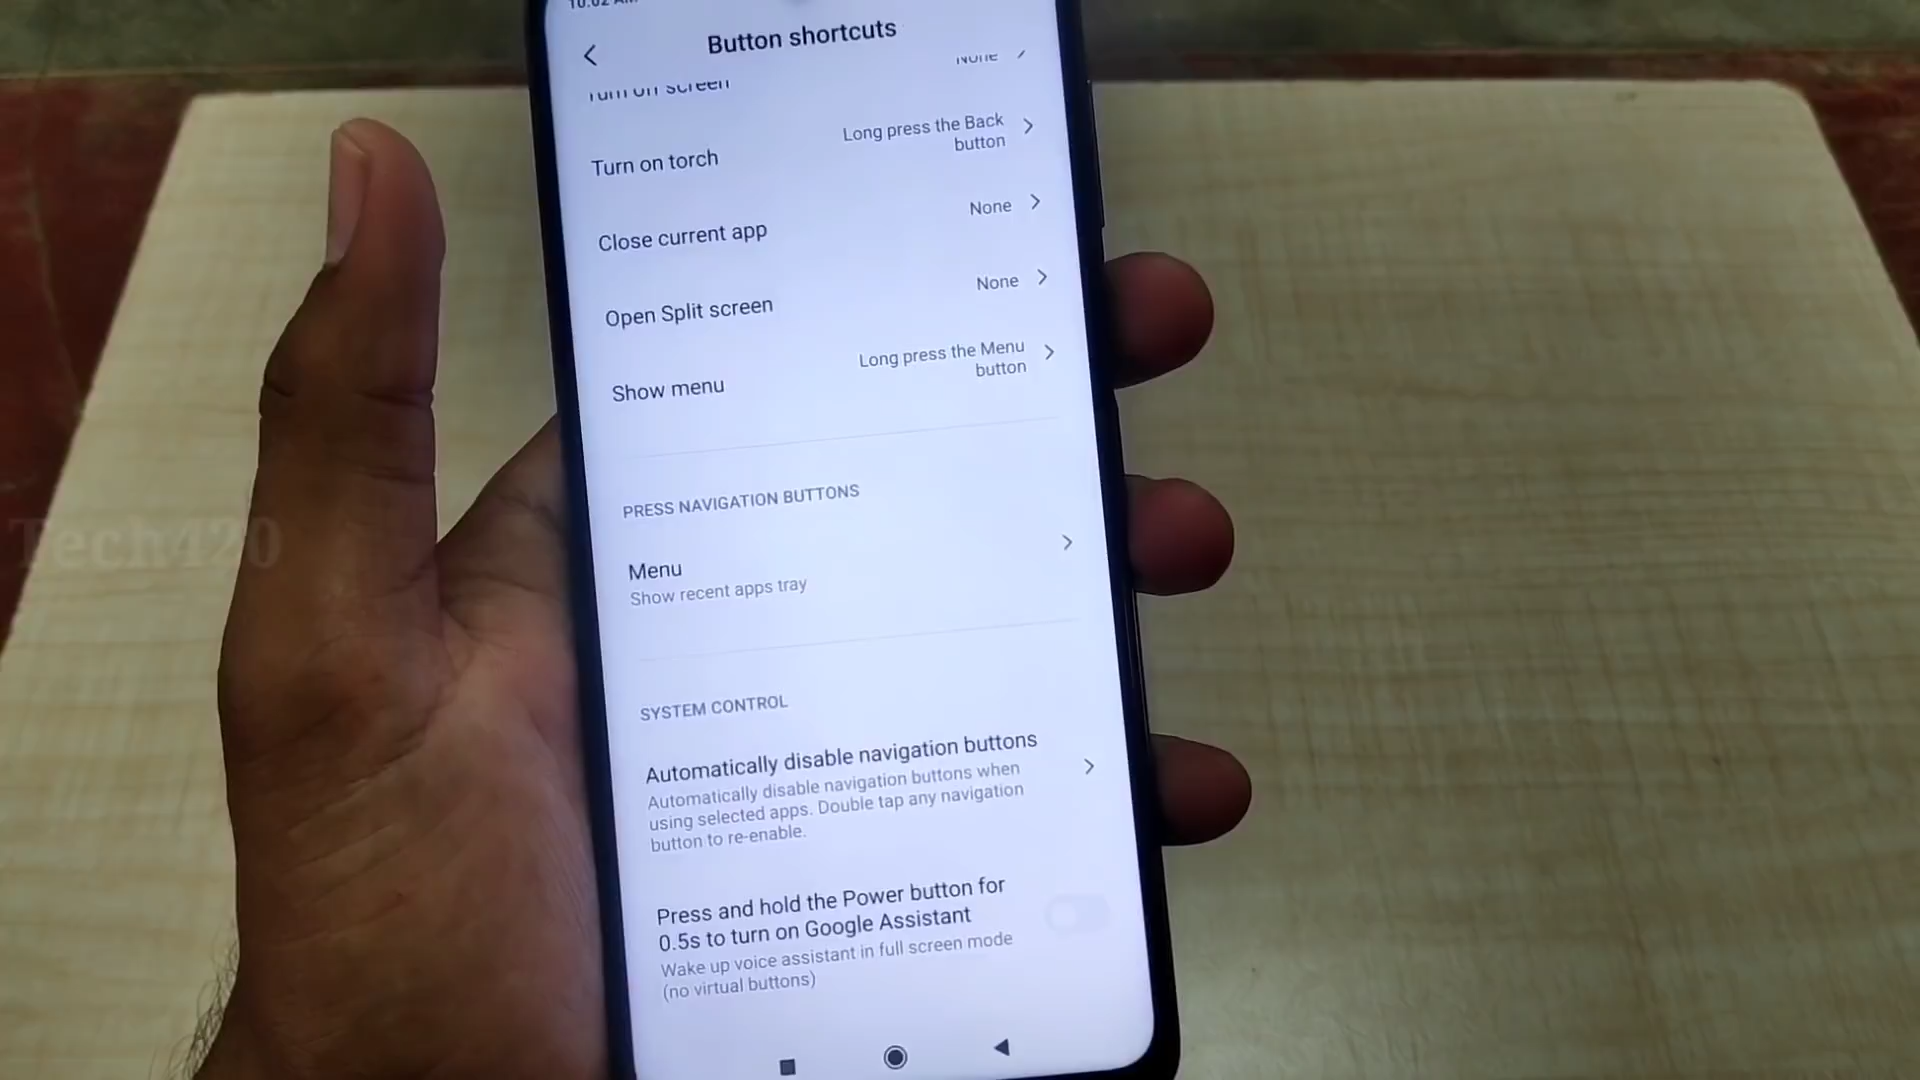 Button shortcuts
None
Turn off screen
Long press the Back
button
Turn on torch
None
Close current app
None
Open Split screen
Long press the Menu
button
Show menu
PRESS NAVIGATION BUTTONS
Menu
Show recent apps tray
SYSTEM CONTROL
Automatically disable navigation buttons
Automatically disable navigation buttons when
using selected apps. Double tap any navigation
button to re-enable.
Press and hold the Power button for
0.5s to turn on Google Assistant
Wake up voice assistant in full screen mode
(no virtual buttons)
Tech420